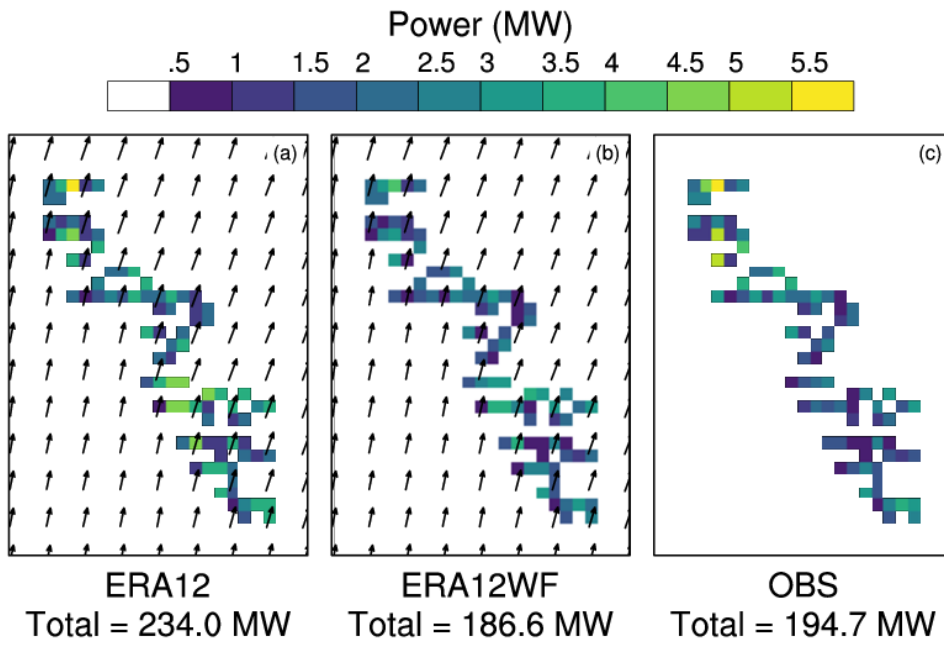 Power (MW)
.5 1 1.5 2 2.5 3 3.5 4 4.5 5 5.5
(a) (b) (c)
ERA12 ERA12WF OBS
Total = 234.0 MW Total = 186.6 MW Total = 194.7 MW